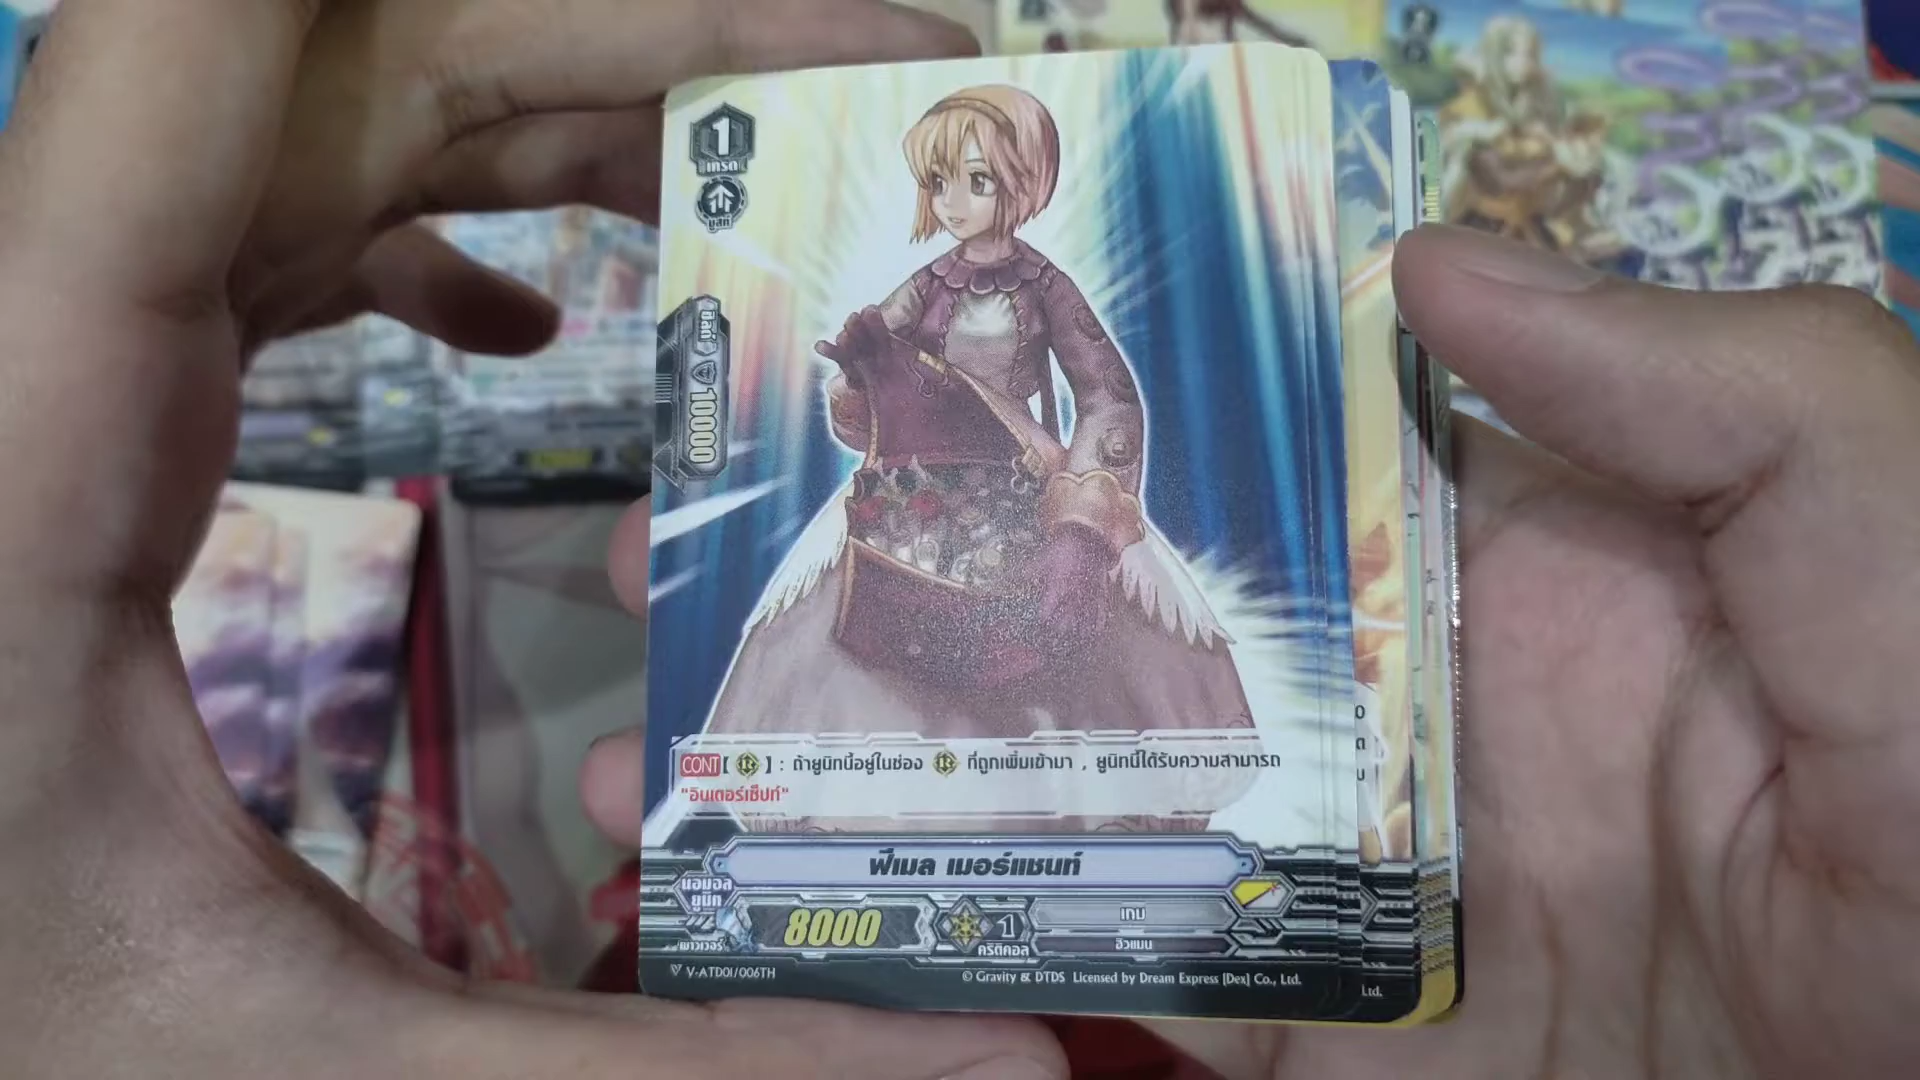 1
เกรด
บูสท์
ชีลด์ 10000
CONT【 R 】 : ถ้ายูนิทนี้อยู่ในช่อง R ที่ถูกเพิ่มเข้ามา , ยูนิทนี้ได้รับความสามารถ
"อินเตอร์เซ็ปท์"
ฟีเมล เมอร์แชนท์
นอมอล
ยูนิท
พาวเวอร์ 8000
1
คริติคอล
เกม
ฮิวแมน
V-ATD01/006TH
© Gravity & DTDS Licensed by Dream Express [Dex] Co., Ltd.
Ltd.